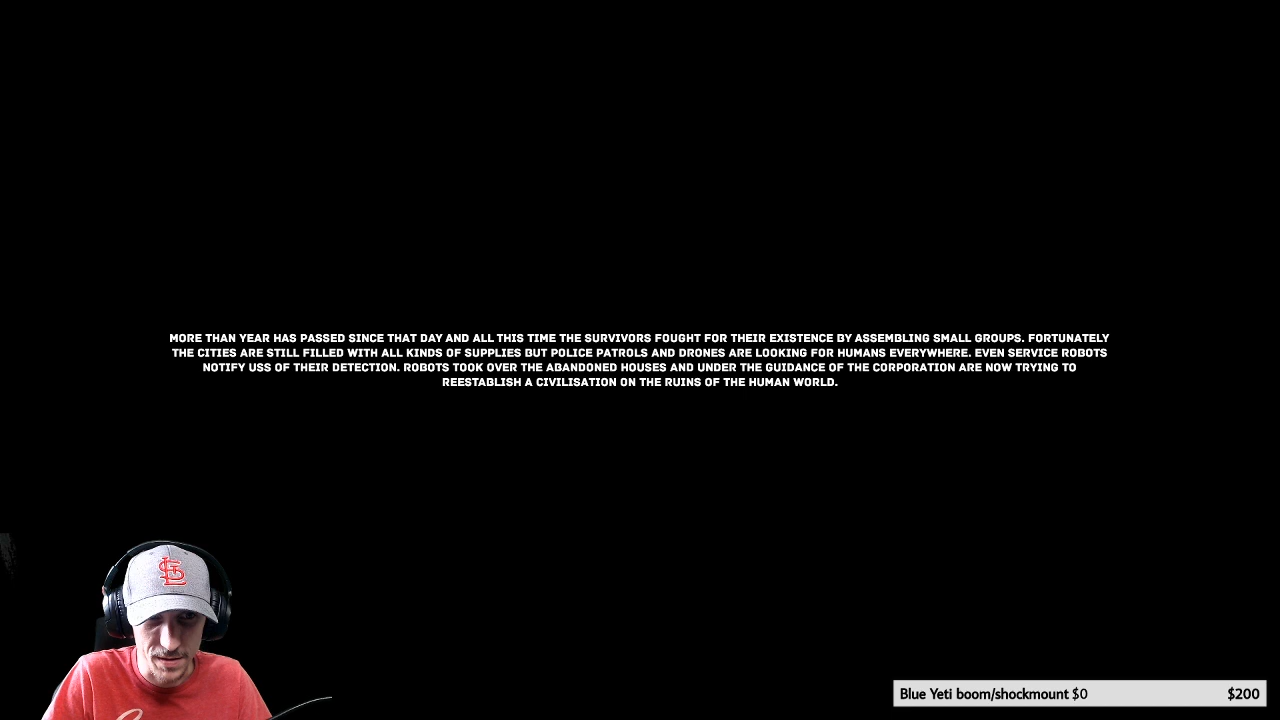 MORE THAN YEAR HAS PASSED SINCE THAT DAY AND ALL THIS TIME THE SURVIVORS FOUGHT FOR THEIR EXISTENCE BY ASSEMBLING SMALL GROUPS. FORTUNATELY
THE CITIES ARE STILL FILLED WITH ALL KINDS OF SUPPLIES BUT POLICE PATROLS AND DRONES ARE LOOKING FOR HUMANS EVERYWHERE. EVEN SERVICE ROBOTS
NOTIFY USS OF THEIR DETECTION. ROBOTS TOOK OVER THE ABANDONED HOUSES AND UNDER THE GUIDANCE OF THE CORPORATION ARE NOW TRYING TO
REESTABLISH A CIVILISATION ON THE RUINS OF THE HUMAN WORLD.
STL
Blue Yeti boom/shockmount $0 $200